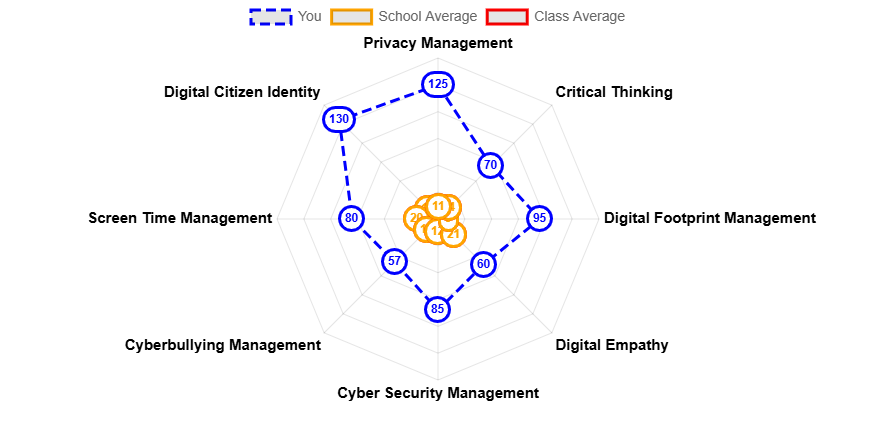 You School Average Class Average
Privacy Management
Digital Citizen Identity Critical Thinking
125
130
70
Screen Time Management 80 20 11 95 Digital Footprint Management
57 21 60
85
Cyberbullying Management Digital Empathy
Cyber Security Management